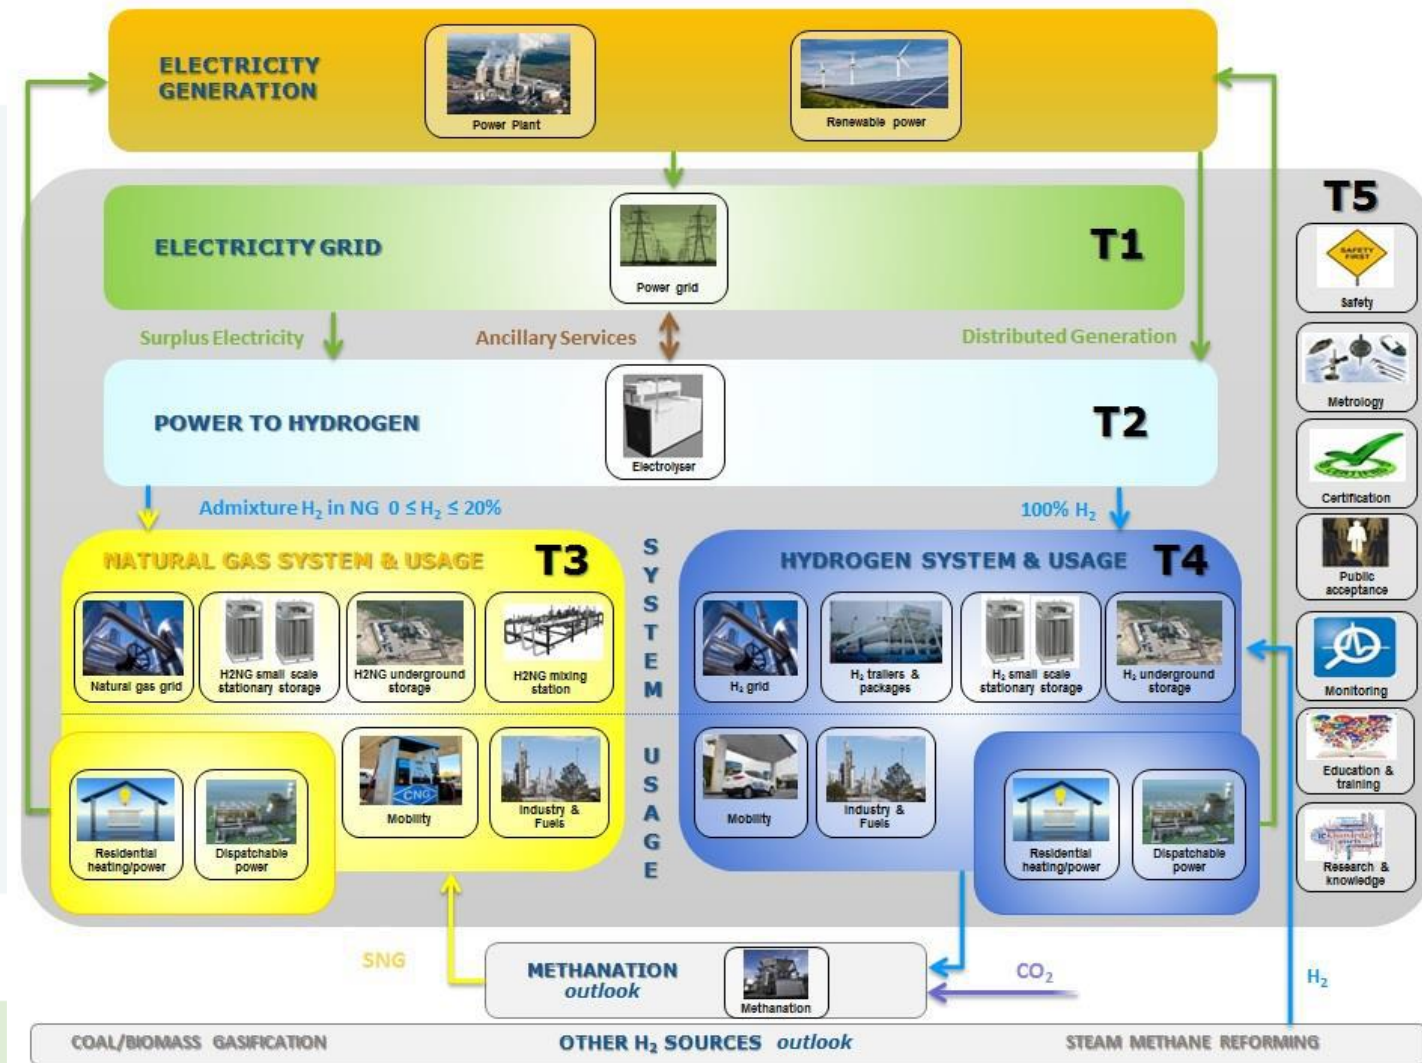 ELECTRICITY
GENERATION
Power Plant
Renewable power
T5
ELECTRICITY GRID
Power grid
T1
SAFETY
FIRST
Safety
Surplus Electricity
Ancillary Services
Distributed Generation
Metrology
POWER TO HYDROGEN
Electrolyser
T2
Certification
Admixture H₂ in NG 0 ≤ H₂ ≤ 20%
100% H₂
Public
acceptance
NATURAL GAS SYSTEM & USAGE
T3
SYSTEM
HYDROGEN SYSTEM & USAGE
T4
Natural gas grid
H2NG small scale
stationary storage
H2NG underground
storage
H2NG mixing
station
H₂ grid
H₂ trailers &
packages
H₂ small scale
stationary storage
H₂ underground
storage
Monitoring
USAGE
Residential
heating/power
Dispatchable
power
CNG
Mobility
Industry &
Fuels
Mobility
Industry &
Fuels
Residential
heating/power
Dispatchable
power
Education &
training
Knowledge
Research &
knowledge
SNG
METHANATION
outlook
Methanation
CO₂
H₂
COAL/BIOMASS GASIFICATION
OTHER H₂ SOURCES outlook
STEAM METHANE REFORMING